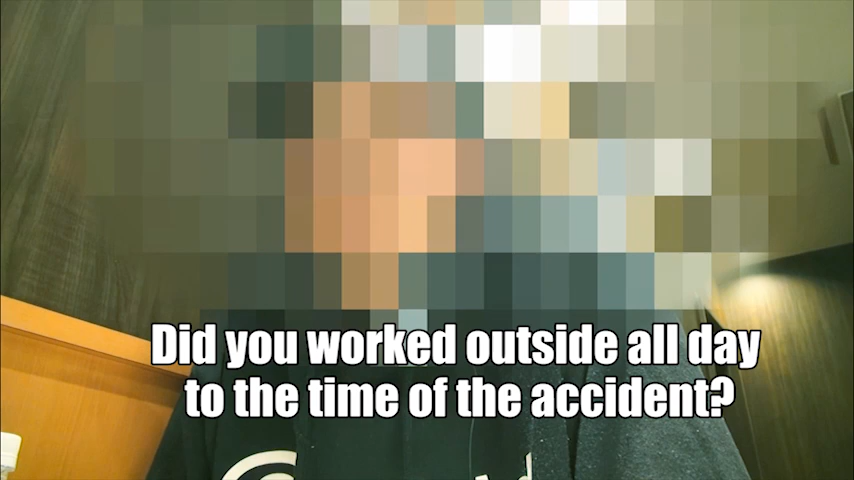 Did you worked outside all day
to the time of the accident?